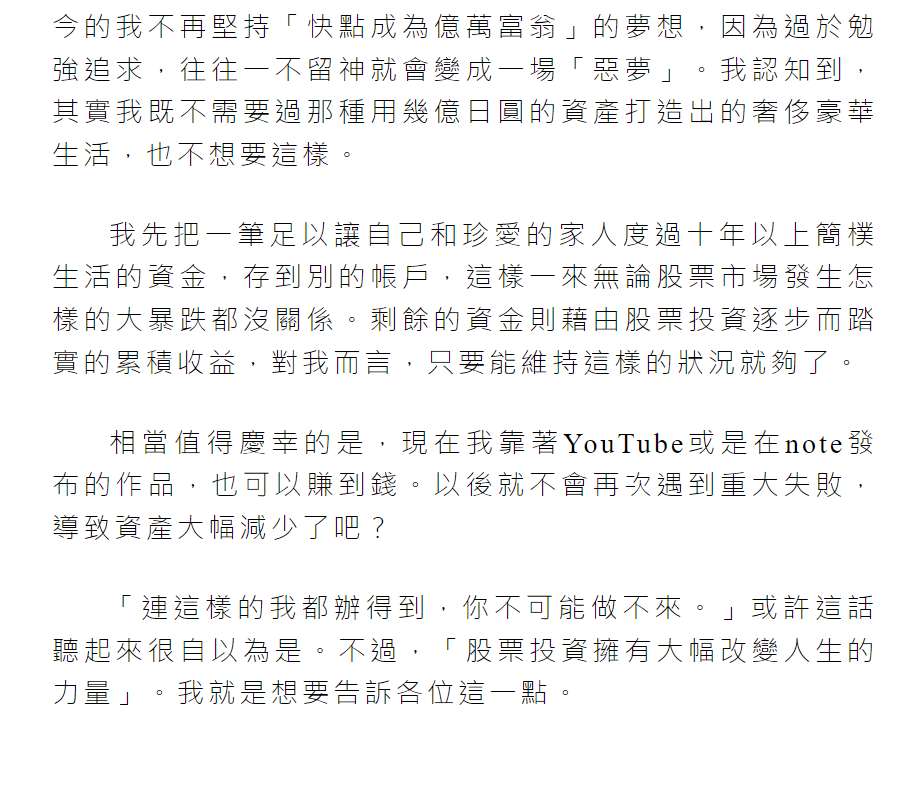 今的我不再堅持「快點成為億萬富翁」的夢想，因為過於勉
強追求，往往一不留神就會變成一場「惡夢」。我認知到，
其實我既不需要過那種用幾億日圓的資產打造出的奢侈豪華
生活，也不想要這樣。
我先把一筆足以讓自己和珍愛的家人度過十年以上簡樸
生活的資金，存到別的帳戶，這樣一來無論股票市場發生怎
樣的大暴跌都沒關係。剩餘的資金則藉由股票投資逐步而踏
實的累積收益，對我而言，只要能維持這樣的狀況就夠了。
相當值得慶幸的是，現在我靠著YouTube或是在note發
布的作品，也可以賺到錢。以後就不會再次遇到重大失敗，
導致資產大幅減少了吧？
「連這樣的我都辦得到，你不可能做不來。」或許這話
聽起來很自以為是。不過，「股票投資擁有大幅改變人生的
力量」。我就是想要告訴各位這一點。